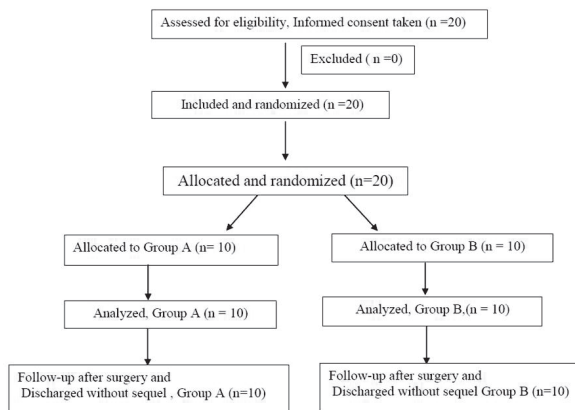 Assessed for eligibility, Informed consent taken (n =20)
Excluded ( n =0)
Included and randomized (n =20)
Allocated and randomized (n=20)
Allocated to Group A (n= 10)
Allocated to Group B (n = 10)
Analyzed, Group A (n = 10)
Analyzed, Group B,(n = 10)
Follow-up after surgery and
Discharged without sequel , Group A (n=10)
Follow-up after surgery and
Discharged without sequel Group B (n=10)